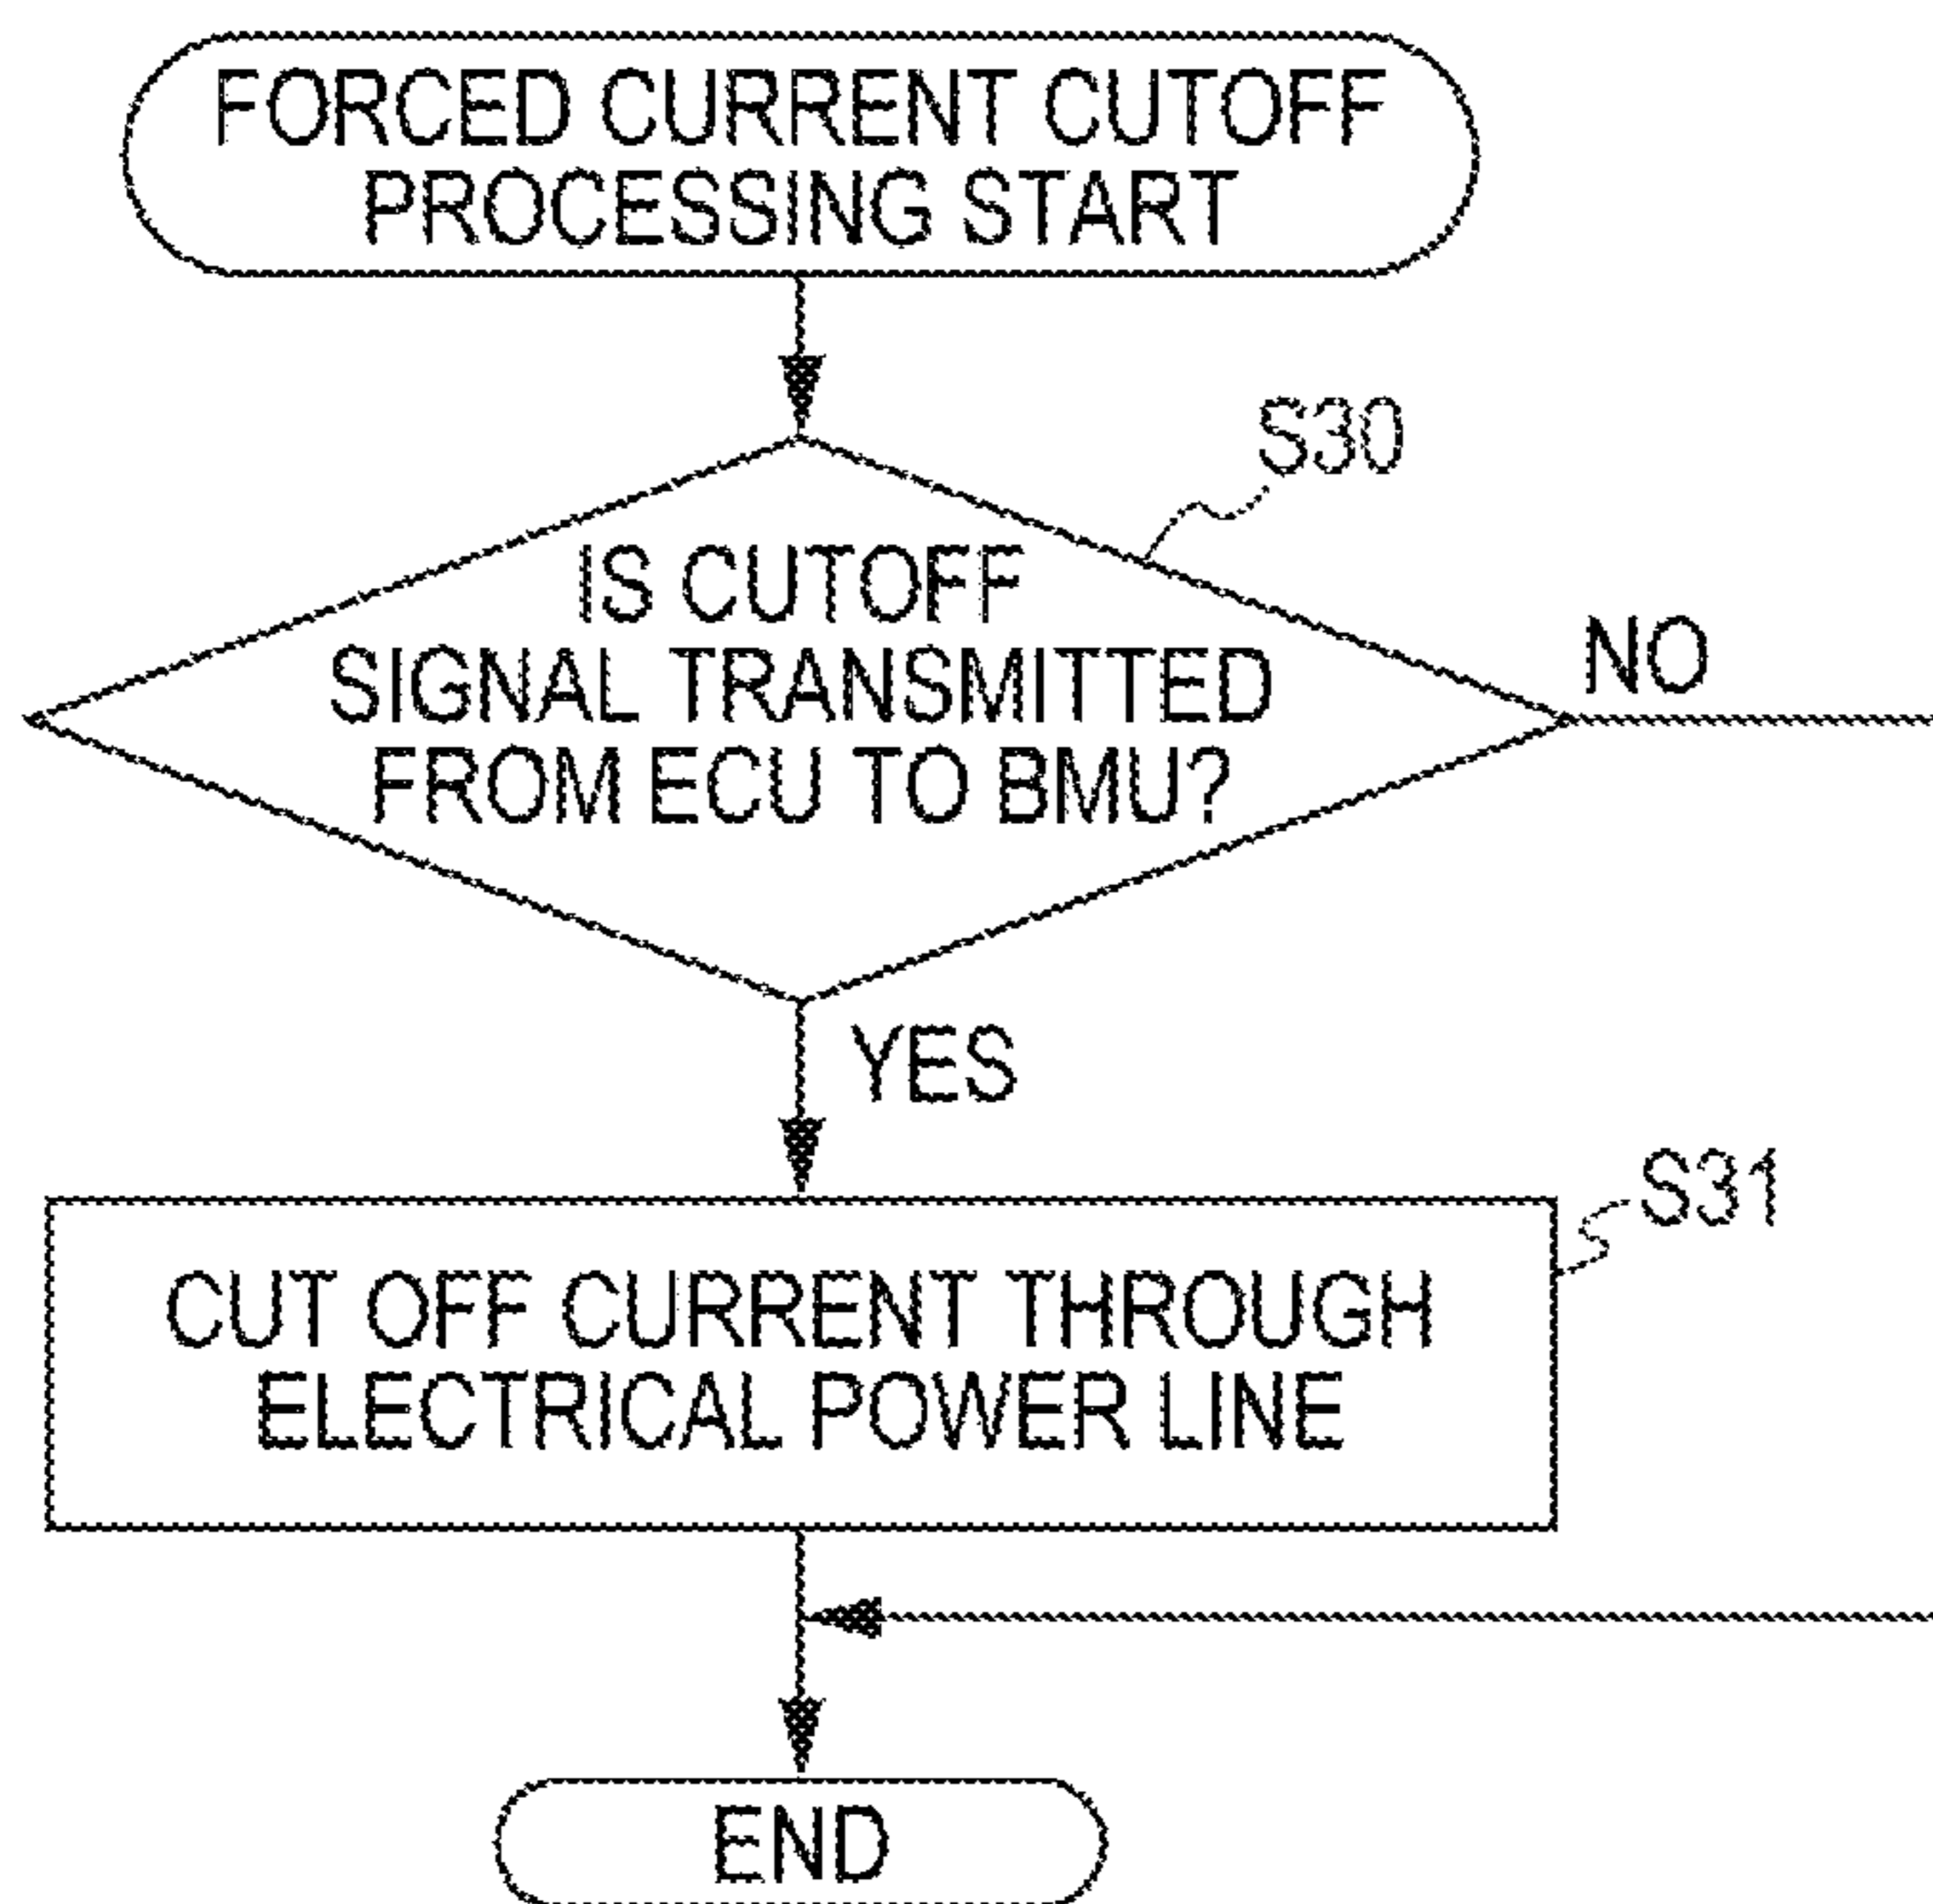 FORCED CURRENT CUTOFF
PROCESSING START
S30
IS CUTOFF
SIGNAL TRANSMITTED
FROM ECU TO BMU?
NO
YES
S31
CUT OFF CURRENT THROUGH
ELECTRICAL POWER LINE
END